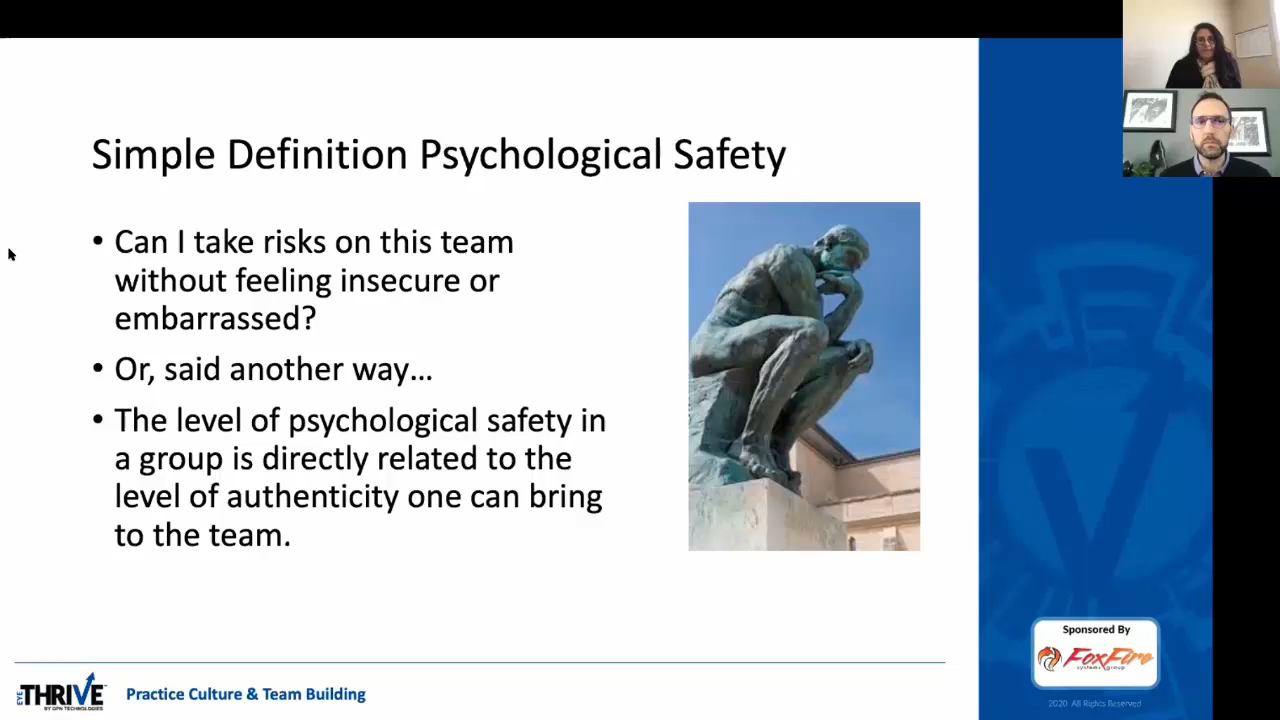 Simple Definition Psychological Safety
• Can I take risks on this team
without feeling insecure or
embarrassed?
• Or, said another way…
• The level of psychological safety in
a group is directly related to the
level of authenticity one can bring
to the team.
Sponsored By
FoxFire
systems group
EYE THRIVE
BY GPN TECHNOLOGIES
Practice Culture & Team Building
2020 All Rights Reserved